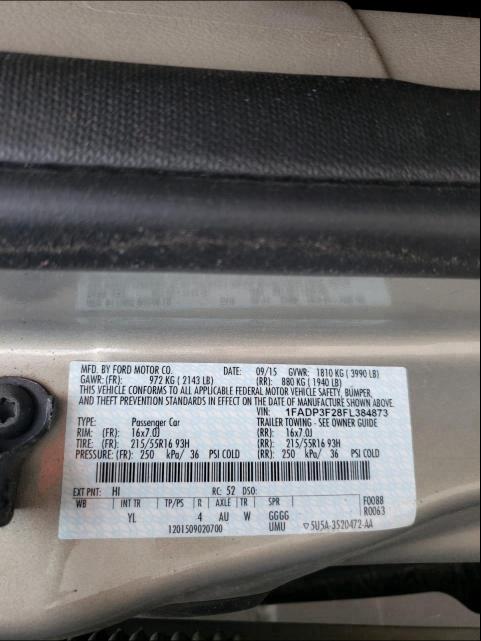 MFD. BY FORD MOTOR CO. 09/15 GVWR: 1810 KG ( 3990 LB)
GAWR: (FR): 972 KG ( 2143 LB) (RR): 880 KG ( 1940 LB)
THIS VEHICLE CONFORMS TO ALL APPLICABLE FEDERAL MOTOR VEHICLE SAFETY, BUMPER,
AND THEFT PREVENTION STANDARDS IN EFFECT ON THE DATE OF MANUFACTURE SHOWN ABOVE.
VIN: 1FADP3F28FL384873
TYPE: Passenger Car TRAILER TOWING - SEE OWNER GUIDE
RIM: (FR): 16x7.0J (RR): 16x7.0J
TIRE: (FR): 215/55R16 93H (RR): 215/55R16 93H
PRESSURE: (FR): 250 kPa/ 36 PSI COLD (RR): 250 kPa/ 36 PSI COLD
EXT PNT: HI RC: 52 DSO: F0088
WB INT TR TP/PS R AXLE TR SPR R0063
YL 4 AU W GGGG
1201509020700 UMU 5U5A-3520472-AA